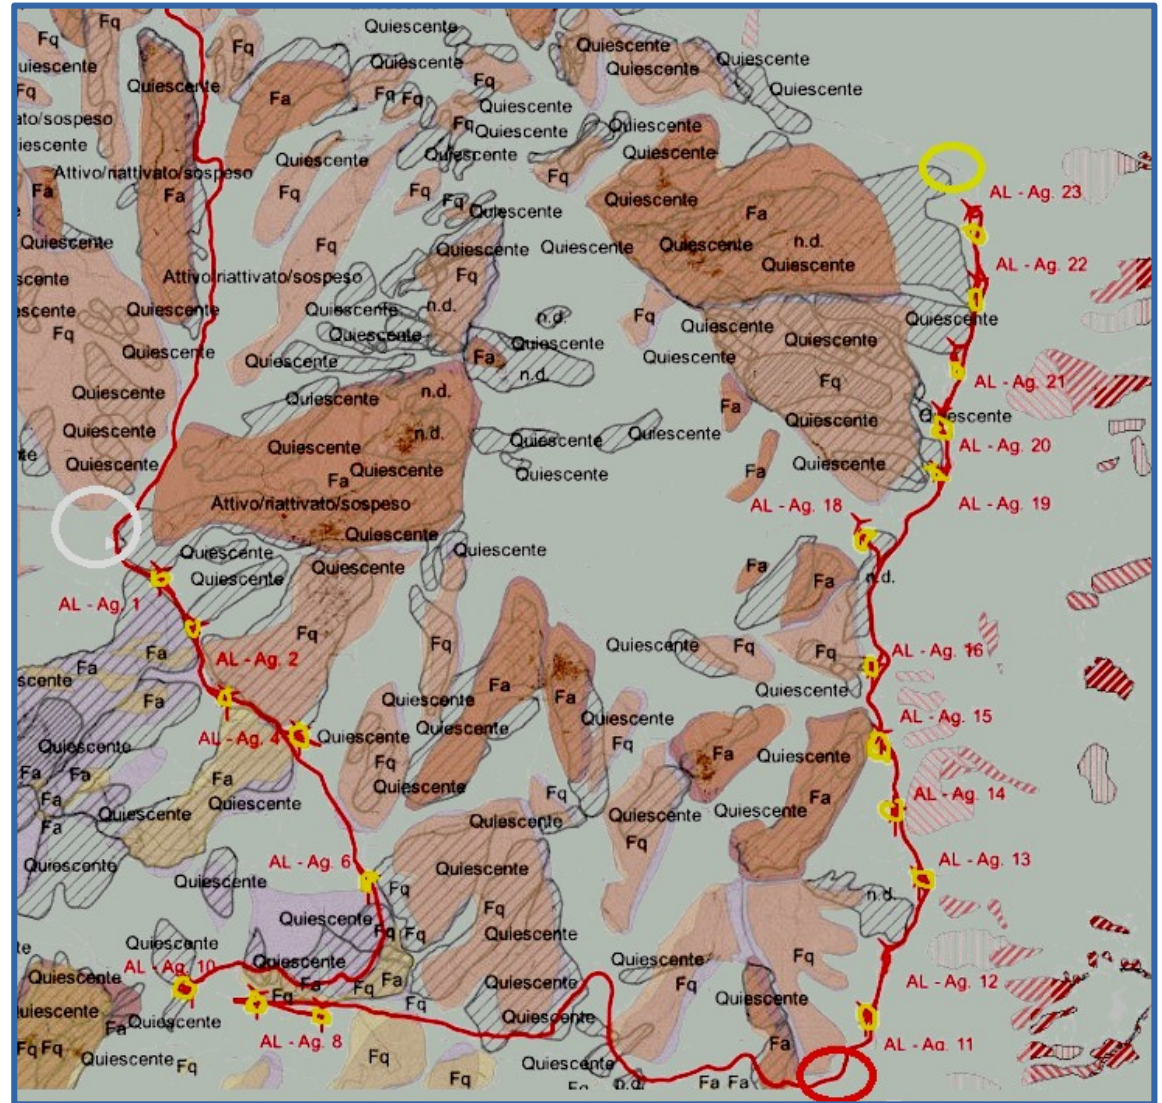 Fq
Fq
Quiescente
Quiescente
Quiescente
Fq
Quiescente
Quiescente
Quiescente
Fq
Quiescente
Fa
Fq
Fq
Quiescente
Quiescente
Fq
Quiescente
Quiescente
Quiescente
Quiescente
Quiescente
Attivo/riattivato/sospeso
Fa
Fa
Fq
Fq
Fq
Fq
AL - Ag. 23
Quiescente
Quiescente
Fa
Quiescente
Fq
Quiescente
Quiescente
Quiescente
n.d.
Quiescente
AL - Ag. 22
Attivo/riattivato/sospeso
Fq
Quiescente
Quiescente
n.d.
n.d.
Fq
Quiescente
Fq
Quiescente
Quiescente
Quiescente
Quiescente
Quiescente
Fa
Quiescente
n.d.
AL - Ag. 21
Fq
Quiescente
Quiescente
n.d.
Fa
Quiescente
Quiescente
Quiescente
Quiescente
n.d.
Quiescente
Quiescente
AL - Ag. 20
Quiescente
Quiescente
Fa
Quiescente
Fa
Quiescente
Attivo/riattivato/sospeso
AL - Ag. 18
AL - Ag. 19
Quiescente
Quiescente
Quiescente
Quiescente
Quiescente
Fa
Fa
n.d.
AL - Ag. 1
Fq
Fq
Quiescente
Fq
Fq
AL - Ag. 16
Fa
Fa
AL - Ag. 2
Fa
Fa
Quiescente
Fa
Quiescente
Quiescente
AL - Ag. 15
AL - Ag. 4
Quiescente
Quiescente
Fq
Quiescente
Fq
Fa
Quiescente
Fa
Fa
Fa
Quiescente
Fa
AL - Ag. 14
Fa
Quiescente
Quiescente
Quiescente
Fq
Quiescente
Fa
Fq
AL - Ag. 13
AL - Ag. 6
Quiescente
Quiescente
Quiescente
Fq
n.d.
Quiescente
Fq
Fq
Fq
Quiescente
Quiescente
AL - Ag. 10
Quiescente
Quiescente
Fq
Quiescente
Fa
Fq
Fa
Fq
Fq
Quiescente
AL - Ag. 12
Fa
Quiescente
Quiescente
AL - Ag. 8
Fa
AL - Ag. 11
Fq
Fq
Quiescente
Fq
Fq
Fq
Fa
Fa